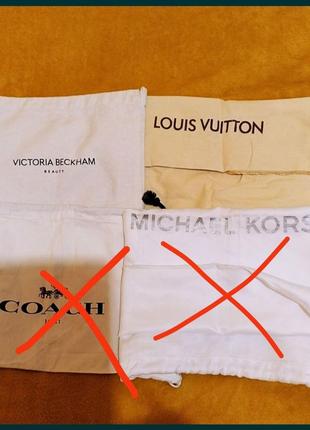 VICTORIA BECKHAM
BEAUTY
LOUIS VUITTON
COACH
MICHAEL KORS